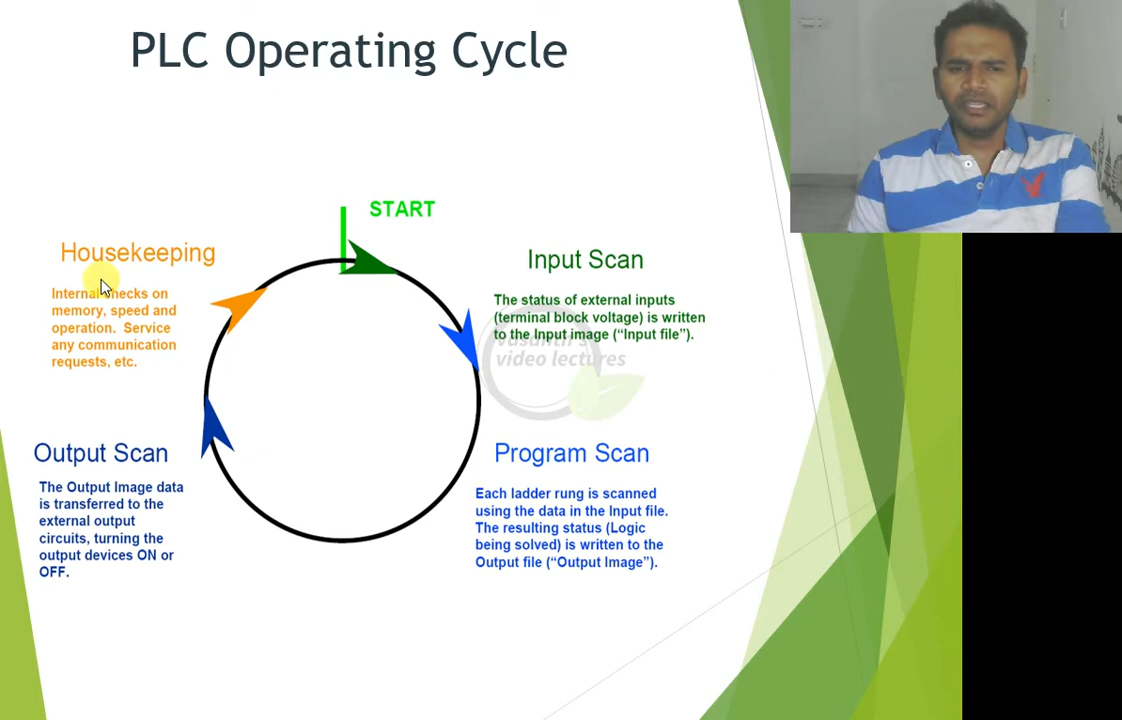 PLC Operating Cycle
START
Input Scan
The status of external inputs
(terminal block voltage) is written
to the Input image (“Input file”).
video lectures
Program Scan
Each ladder rung is scanned
using the data in the Input file.
The resulting status (Logic
being solved) is written to the
Output file (“Output Image”).
Output Scan
The Output Image data
is transferred to the
external output
circuits, turning the
output devices ON or
OFF.
Housekeeping
Internal checks on
memory, speed and
operation. Service
any communication
requests, etc.